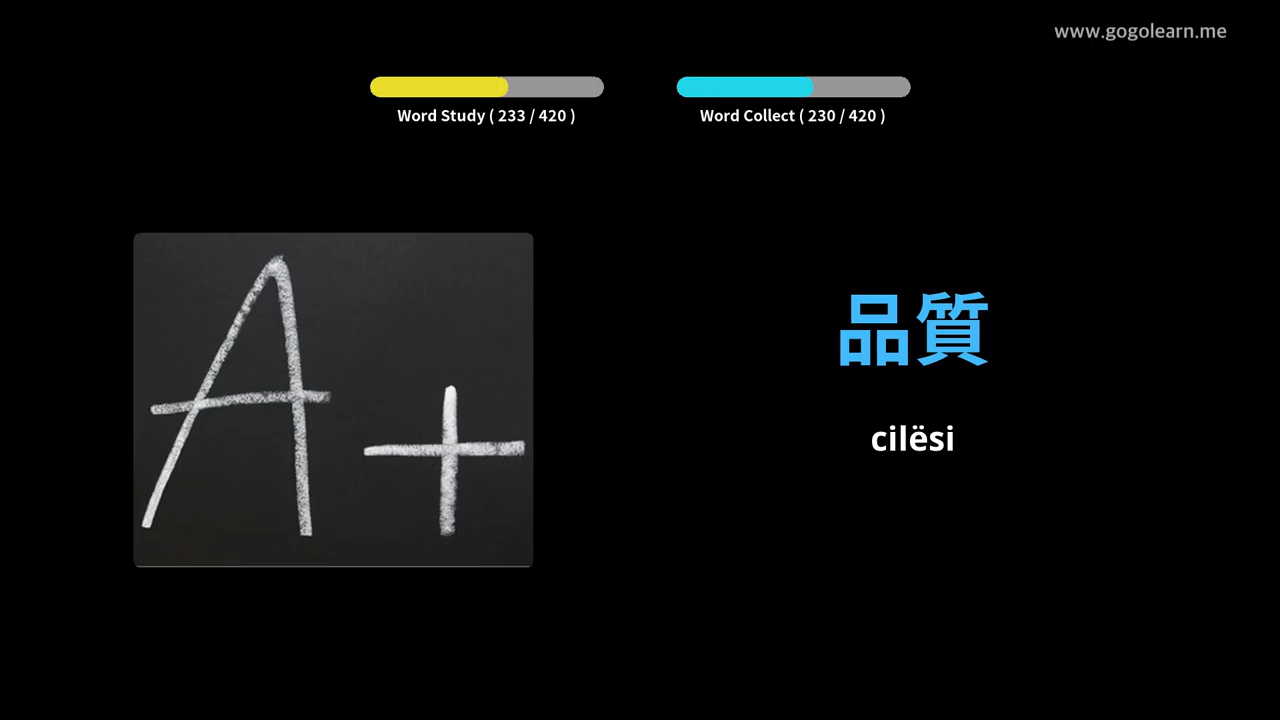 www.gogolearn.me
Word Study ( 233 / 420 )
Word Collect ( 230 / 420 )
A+
品質
cilësi